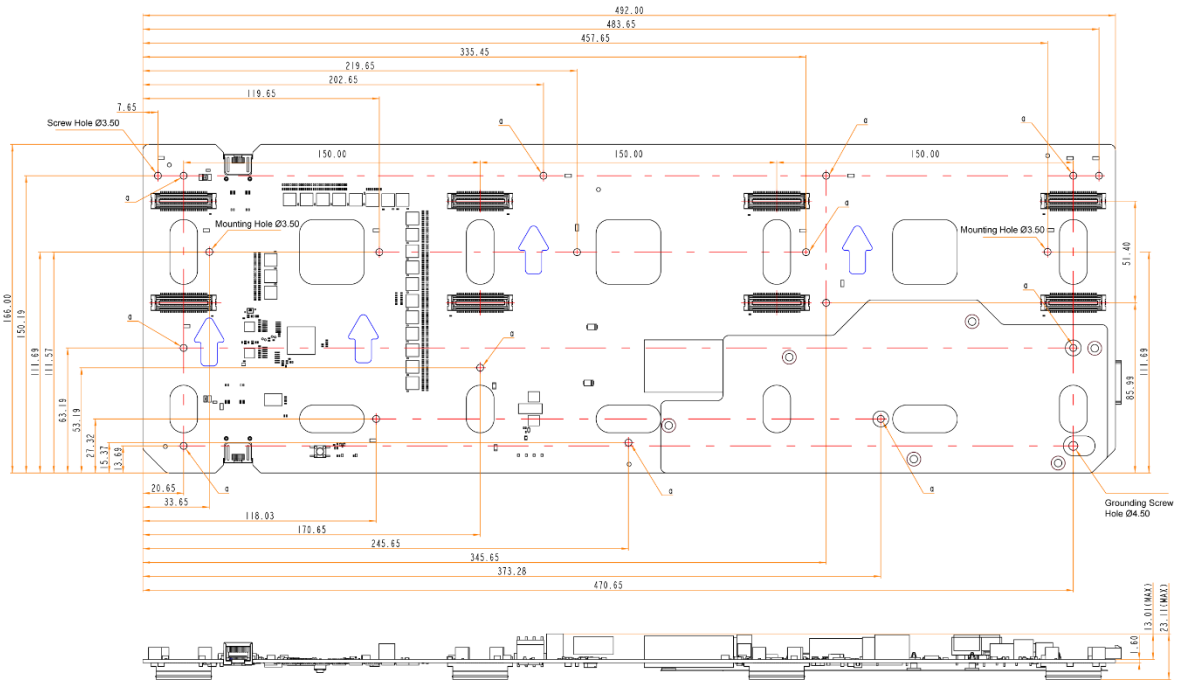 492.00
483.65
457.65
335.45
219.65
202.65
119.65
7.65
Screw Hole Ø3.50
a
a
a
150.00
150.00
150.00
a
a
Mounting Hole Ø3.50
Mounting Hole Ø3.50
51.40
166.00
150.19
111.69
111.57
63.19
53.19
27.32
15.37
13.69
a
a
a
85.99
111.69
20.65
a
a
a
33.65
Grounding Screw
Hole Ø4.50
118.03
170.65
245.65
345.65
373.28
470.65
1.60
13.01(MAX)
23.11(MAX)